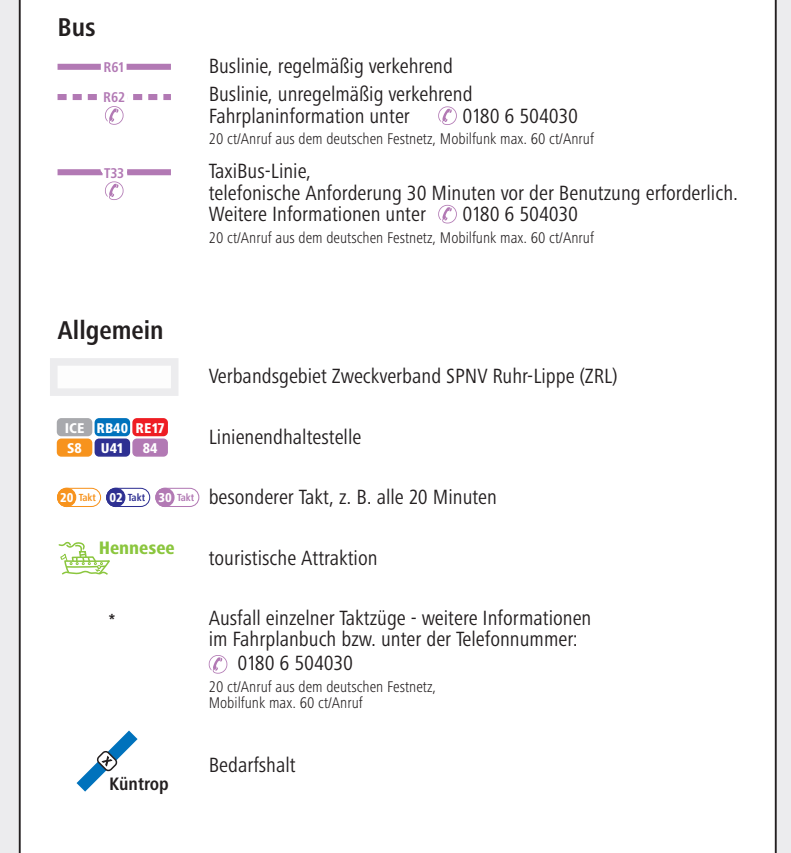 Bus
R61 Buslinie, regelmäßig verkehrend
R62 Buslinie, unregelmäßig verkehrend
Fahrplaninformation unter 0180 6 504030
20 ct/Anruf aus dem deutschen Festnetz, Mobilfunk max. 60 ct/Anruf
T33 TaxiBus-Linie,
telefonische Anforderung 30 Minuten vor der Benutzung erforderlich.
Weitere Informationen unter 0180 6 504030
20 ct/Anruf aus dem deutschen Festnetz, Mobilfunk max. 60 ct/Anruf
Allgemein
Verbandsgebiet Zweckverband SPNV Ruhr-Lippe (ZRL)
ICE RB40 RE17
S8 U41 84
Linienendhaltestelle
20 Takt 02 Takt 30 Takt besonderer Takt, z. B. alle 20 Minuten
Hennesee
touristische Attraktion
* Ausfall einzelner Taktzüge - weitere Informationen
im Fahrplanbuch bzw. unter der Telefonnummer:
0180 6 504030
20 ct/Anruf aus dem deutschen Festnetz,
Mobilfunk max. 60 ct/Anruf
X
Bedarfshalt
Küntrop